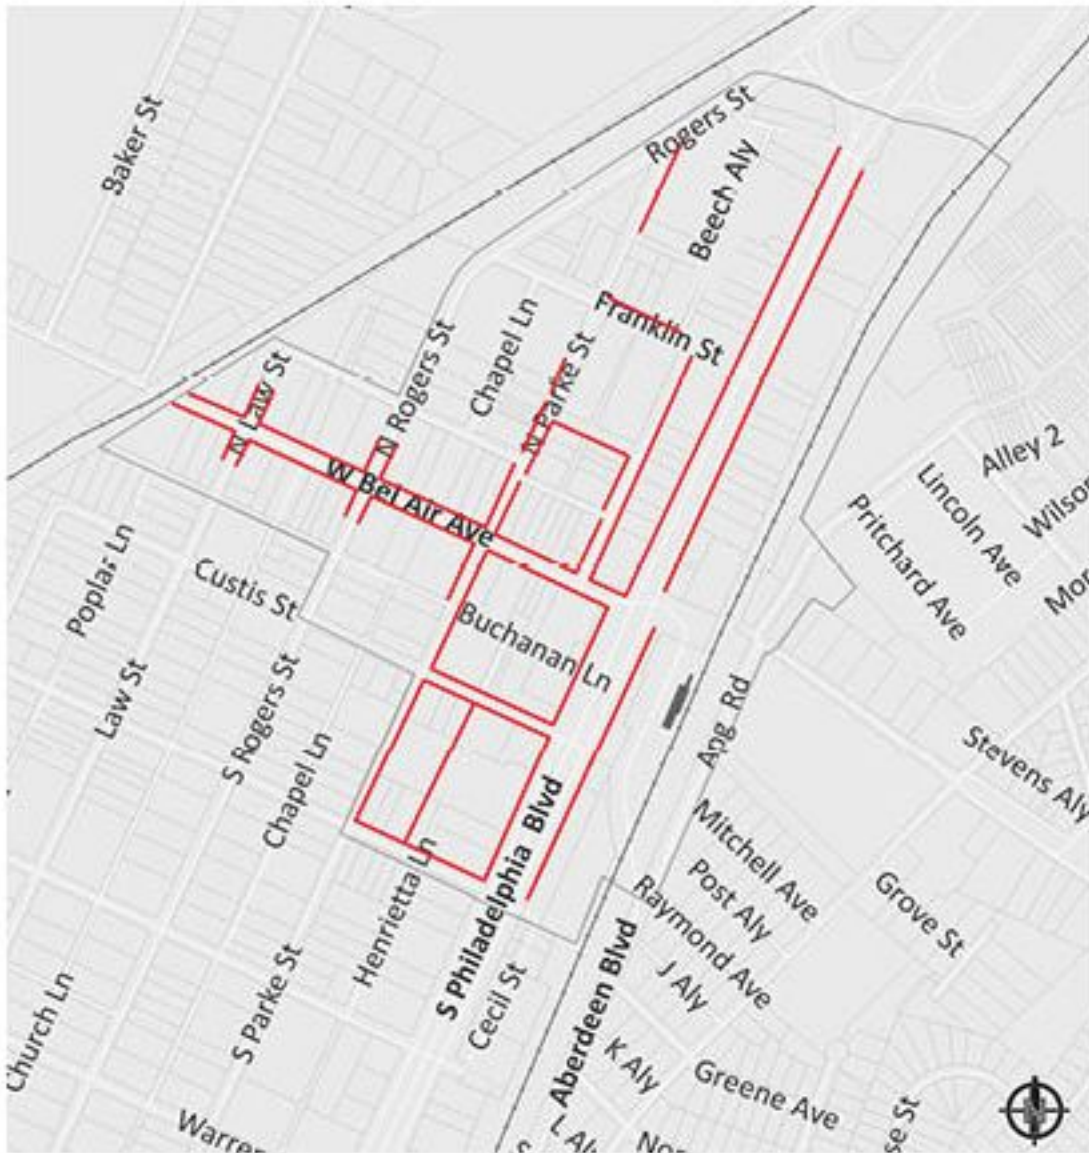 Baker St
Rogers St
Beech Aly
Franklin St
Chapel Ln
N Rogers St
N Parke St
N Law St
W Bel Air Ave
Alley 2
Lincoln Ave
Pritchard Ave
Poplar Ln
Custis St
Buchanan Ln
Law St
S Rogers St
Chapel Ln
Apg Rd
Stevens Aly
Mitchell Ave
Post Aly
Raymond Ave
Grove St
J Aly
Henrietta Ln
S Philadelphia Blvd
Cecil St
Aberdeen Blvd
S Parke St
Church Ln
K Aly
Greene Ave
N